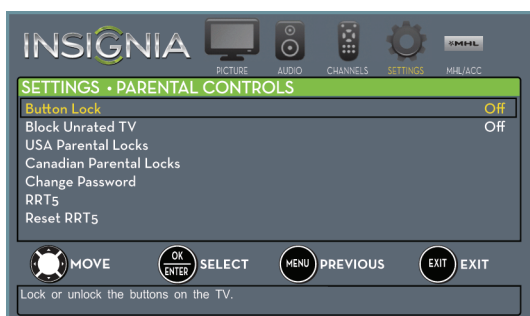 INSIGNIA
PICTURE AUDIO CHANNELS SETTINGS MHL MHL/ACC
SETTINGS • PARENTAL CONTROLS
Button Lock Off
Block Unrated TV Off
USA Parental Locks
Canadian Parental Locks
Change Password
RRT5
Reset RRT5
MOVE OK ENTER SELECT MENU PREVIOUS EXIT EXIT
Lock or unlock the buttons on the TV.